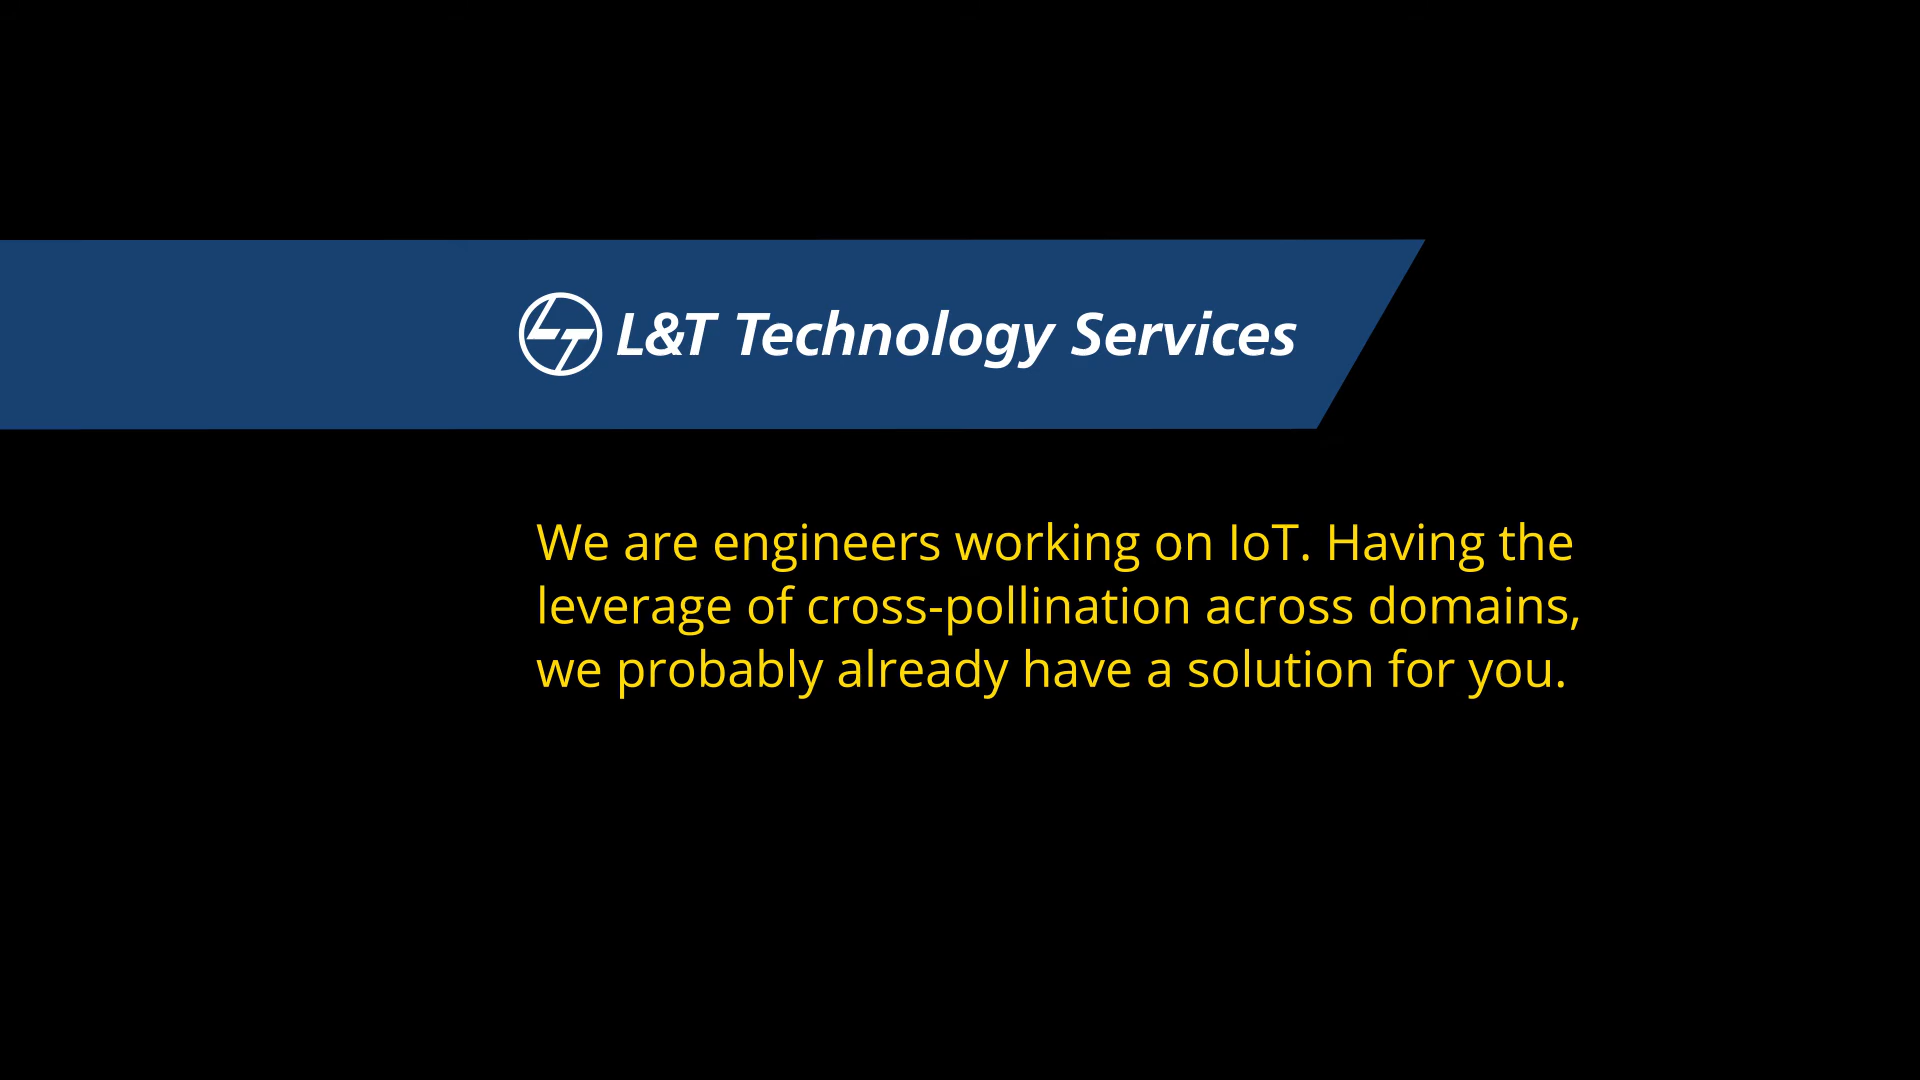 L&T Technology Services
We are engineers working on IoT. Having the
leverage of cross-pollination across domains,
we probably already have a solution for you.